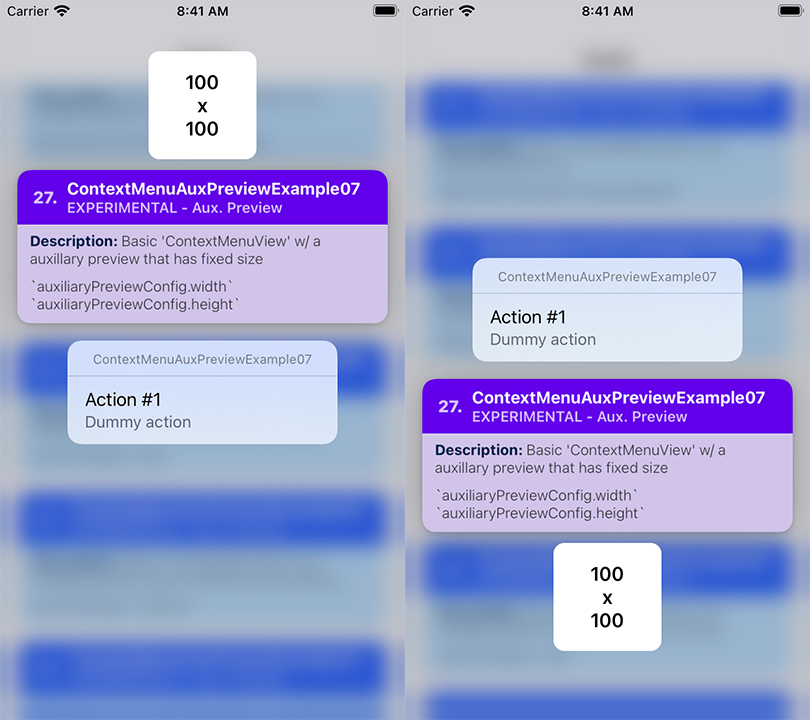 Carrier 8:41 AM
100
x
100
27. ContextMenuAuxPreviewExample07
EXPERIMENTAL - Aux. Preview
Description: Basic 'ContextMenuView' w/ a
auxillary preview that has fixed size
`auxiliaryPreviewConfig.width`
`auxiliaryPreviewConfig.height`
ContextMenuAuxPreviewExample07
Action #1
Dummy action
Carrier 8:41 AM
ContextMenuAuxPreviewExample07
Action #1
Dummy action
27. ContextMenuAuxPreviewExample07
EXPERIMENTAL - Aux. Preview
Description: Basic 'ContextMenuView' w/ a
auxillary preview that has fixed size
`auxiliaryPreviewConfig.width`
`auxiliaryPreviewConfig.height`
100
x
100